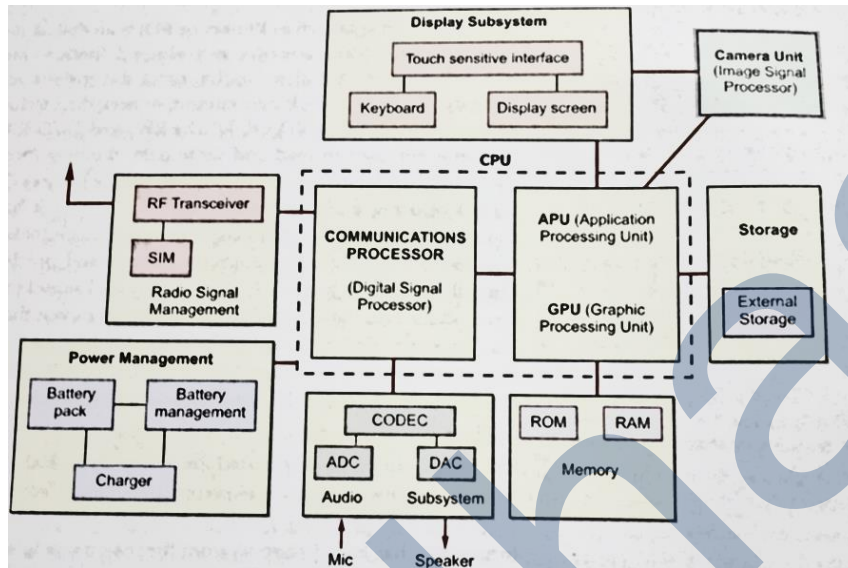 Display Subsystem
Touch sensitive interface
Keyboard
Display screen
Camera Unit
(Image Signal
Processor)
CPU
RF Transceiver
SIM
Radio Signal
Management
COMMUNICATIONS
PROCESSOR
(Digital Signal
Processor)
APU (Application
Processing Unit)
GPU (Graphic
Processing Unit)
Storage
External
Storage
Power Management
Battery
pack
Battery
management
Charger
CODEC
ADC
DAC
Audio
Subsystem
Mic
Speaker
ROM
RAM
Memory